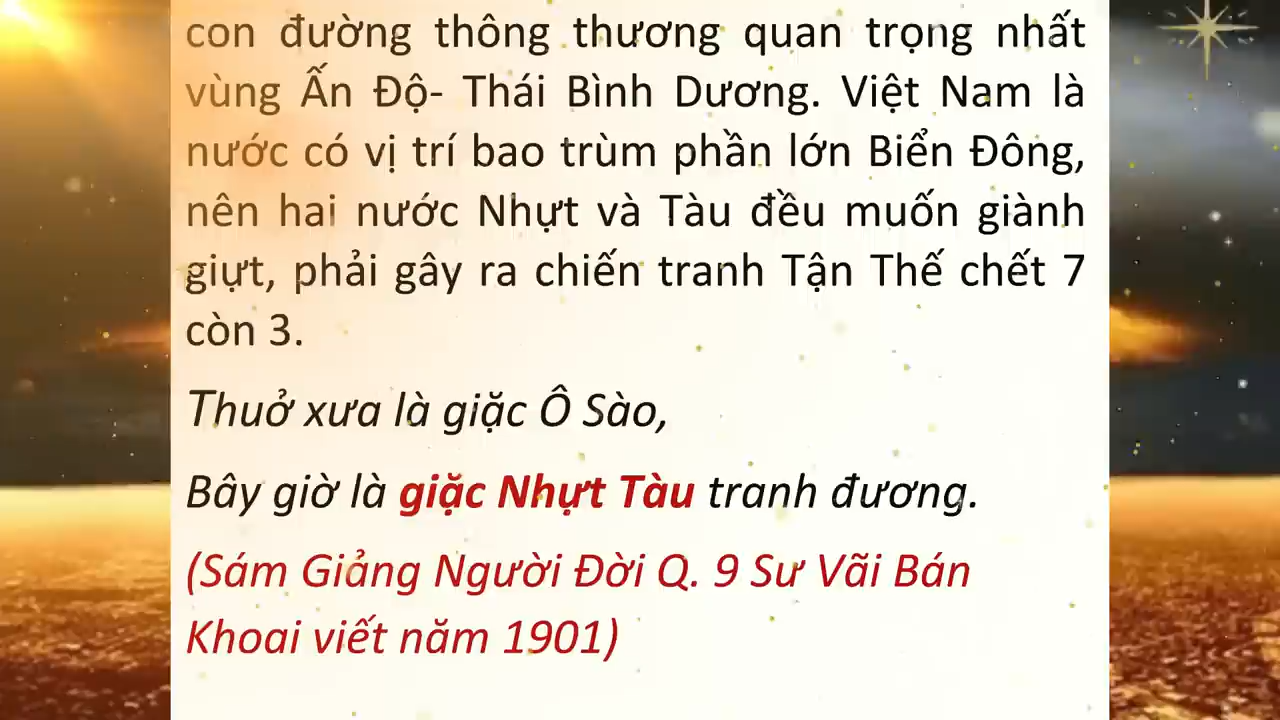 con đường thông thương quan trọng nhất
vùng Ấn Độ- Thái Bình Dương. Việt Nam là
nước có vị trí bao trùm phần lớn Biển Đông,
nên hai nước Nhựt và Tàu đều muốn giành
giựt, phải gây ra chiến tranh Tận Thế chết 7
còn 3.
Thuở xưa là giặc Ô Sào,
Bây giờ là giặc Nhựt Tàu tranh đương.
(Sám Giảng Người Đời Q. 9 Sư Vãi Bán
Khoai viết năm 1901)